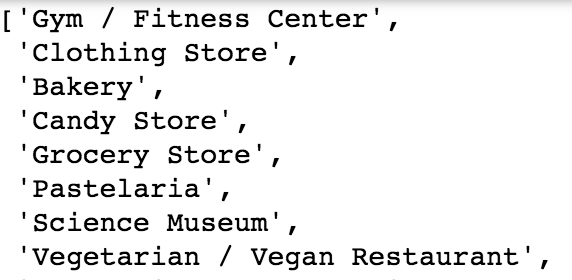 ['Gym / Fitness Center',
'Clothing Store',
'Bakery',
'Candy Store',
'Grocery Store',
'Pastelaria',
'Science Museum',
'Vegetarian / Vegan Restaurant',